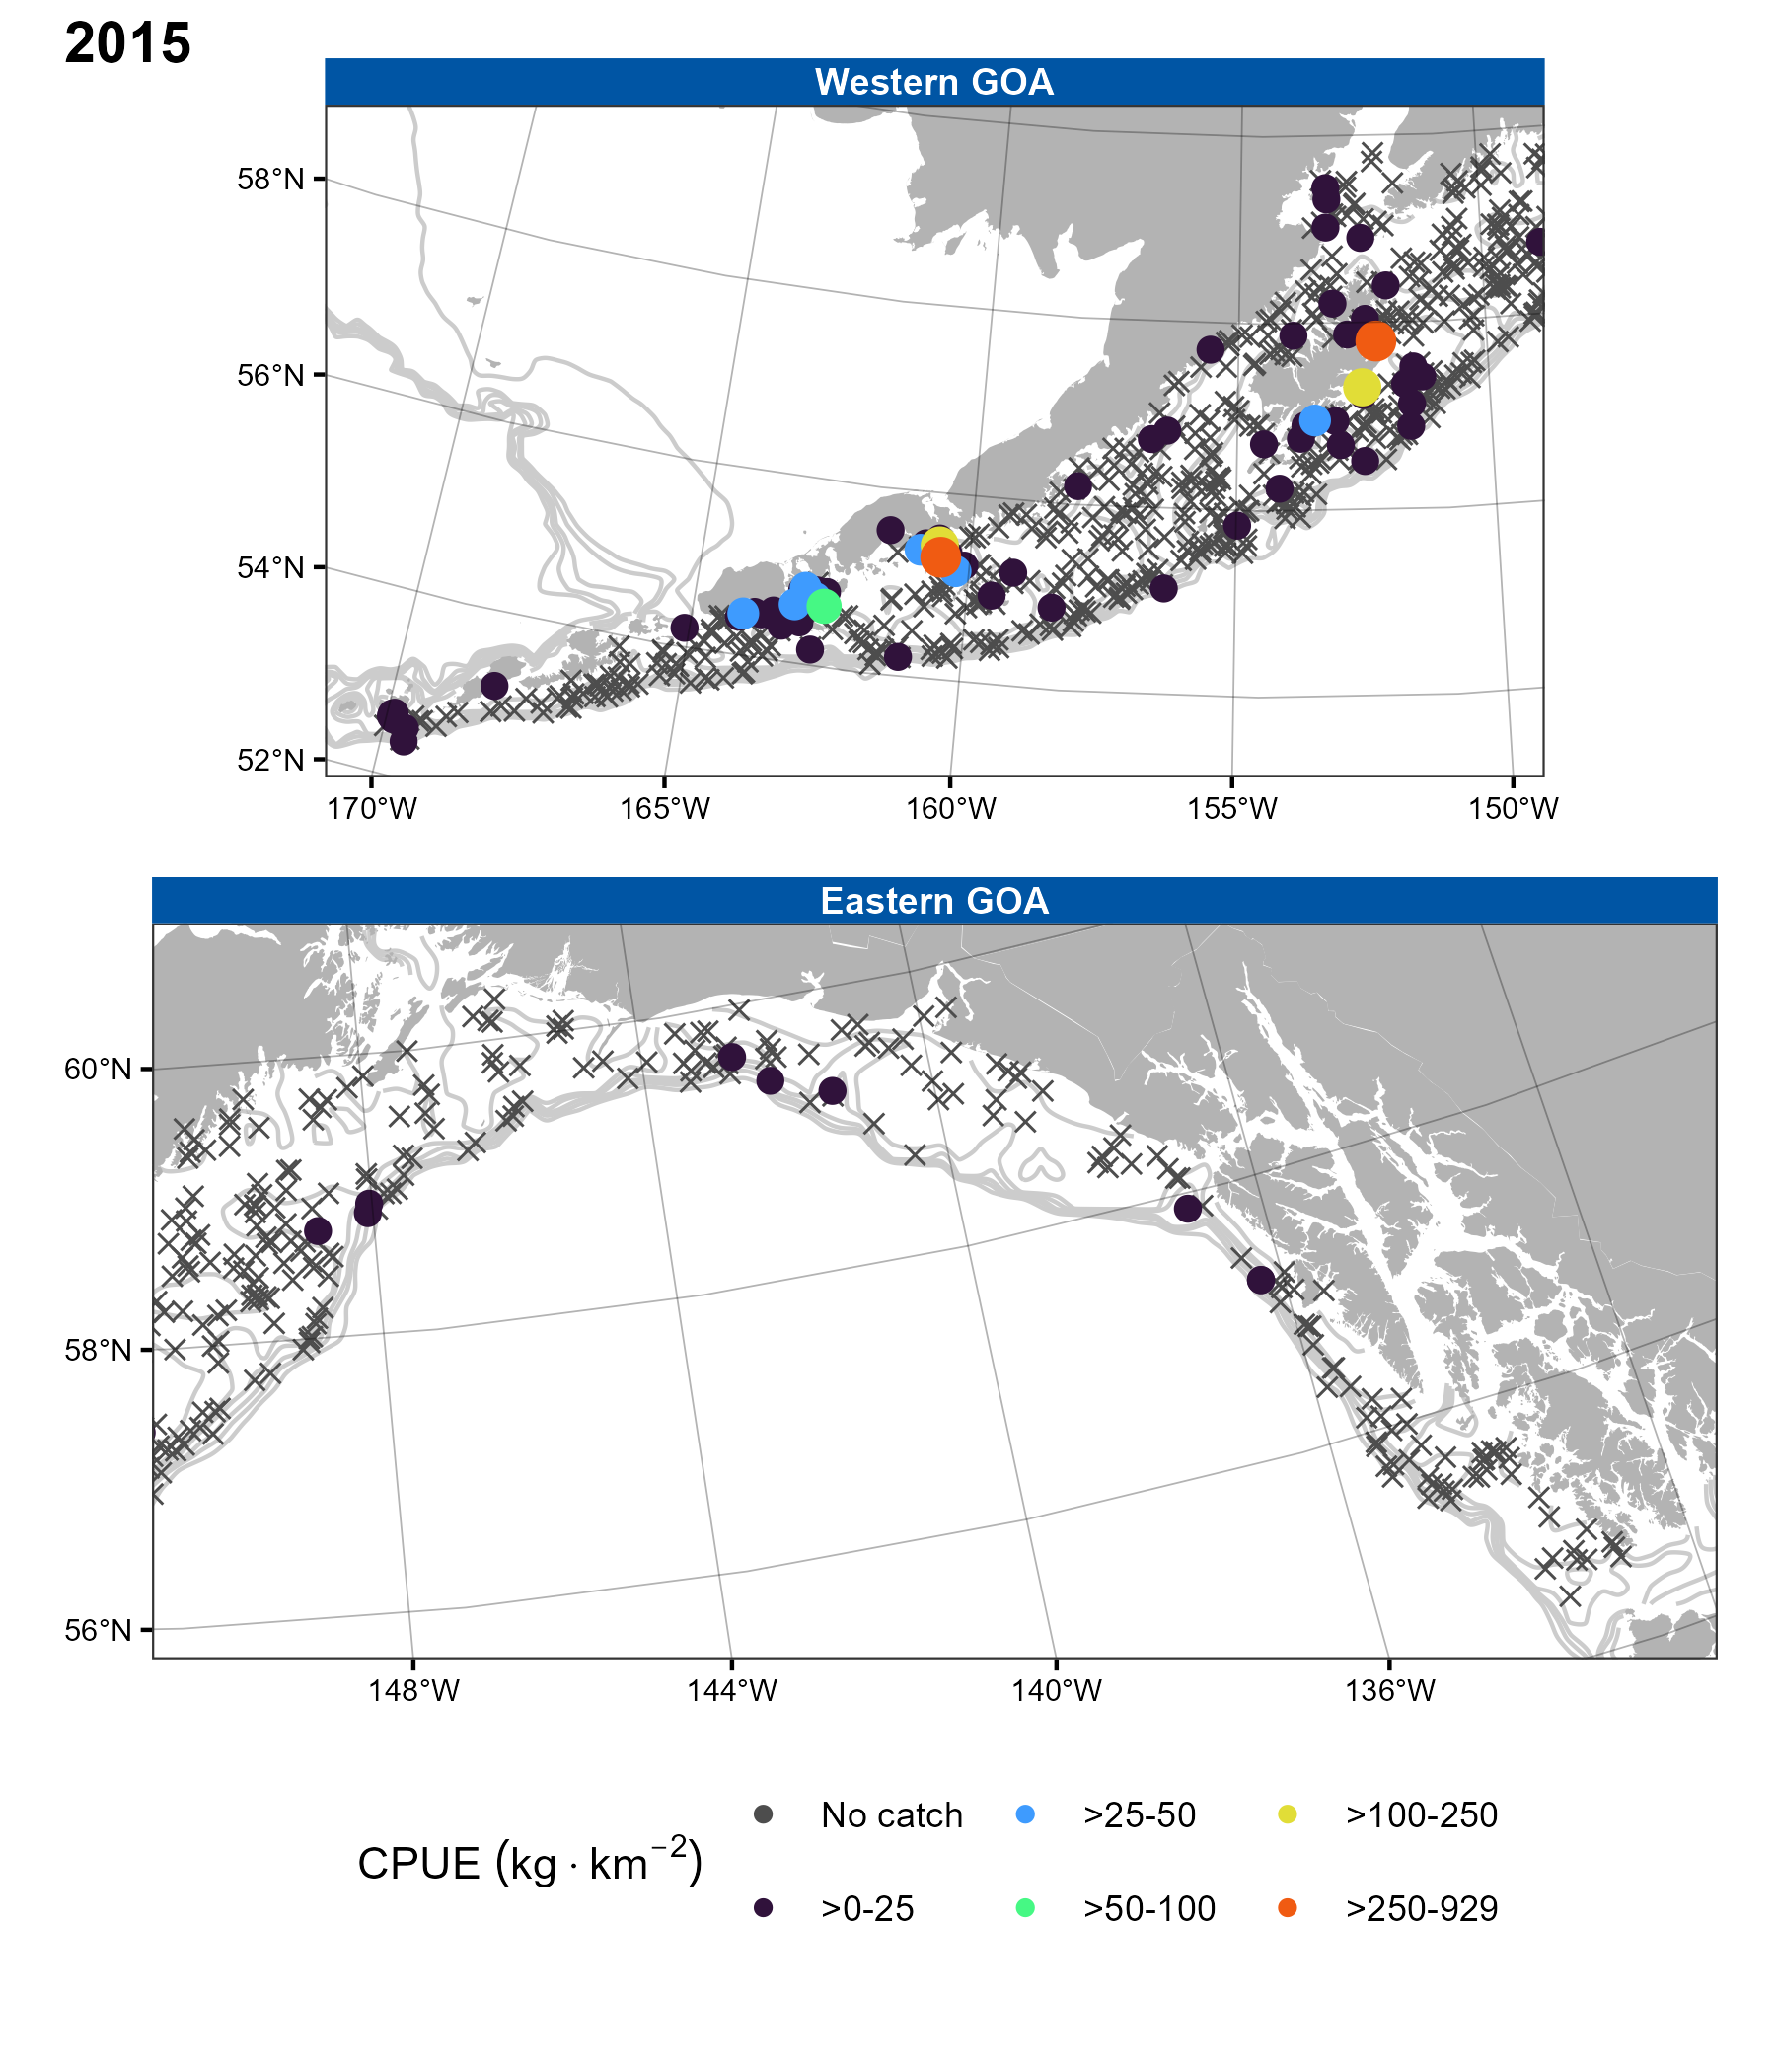 2015
Western GOA
58°N
56°N
54°N
52°N
170°W 165°W 160°W 155°W 150°W
Eastern GOA
60°N
58°N
56°N
148°W 144°W 140°W 136°W
CPUE (kg · km⁻²)
No catch >25-50 >100-250
>0-25 >50-100 >250-929